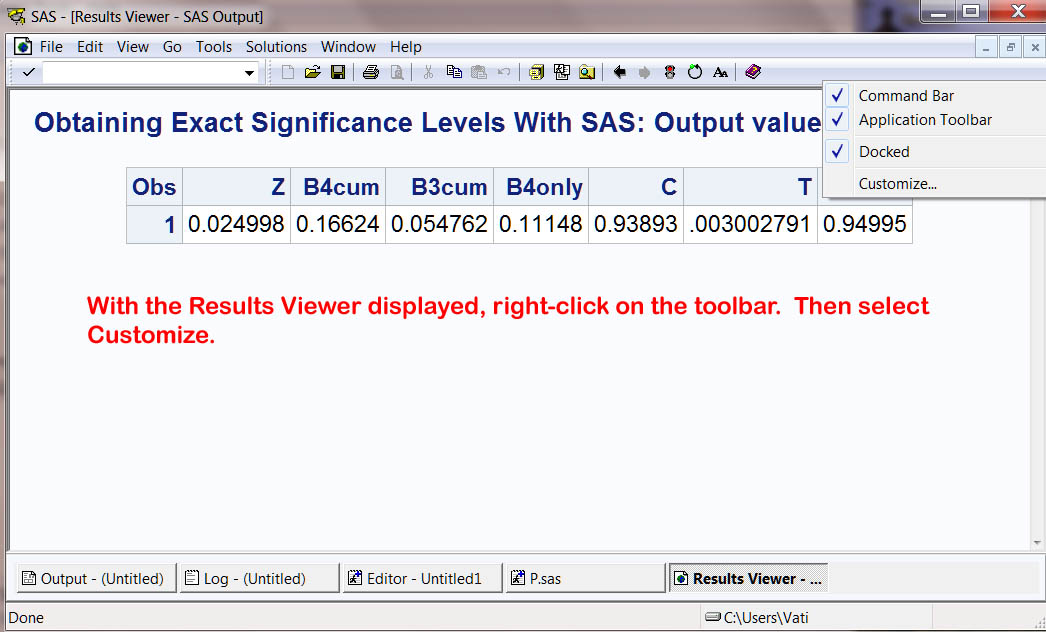 SAS - [Results Viewer - SAS Output]
File Edit View Go Tools Solutions Window Help
Command Bar
Application Toolbar
Docked
Customize...
Obtaining Exact Significance Levels With SAS: Output value
Obs Z B4cum B3cum B4only C T
1 0.024998 0.16624 0.054762 0.11148 0.93893 .003002791 0.94995
With the Results Viewer displayed, right-click on the toolbar. Then select
Customize.
Output - (Untitled) Log - (Untitled) Editor - Untitled1 P.sas Results Viewer - ...
Done C:\Users\Vati